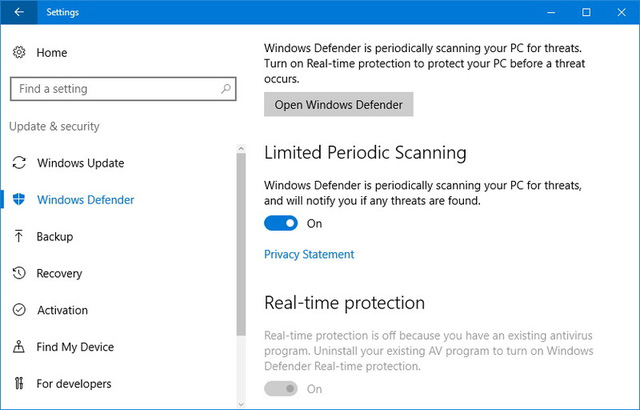 Settings
Home
Find a setting
Update & security
Windows Update
Windows Defender
Backup
Recovery
Activation
Find My Device
For developers
Windows Defender is periodically scanning your PC for threats.
Turn on Real-time protection to protect your PC before a threat
occurs.
Open Windows Defender
Limited Periodic Scanning
Windows Defender is periodically scanning your PC for threats,
and will notify you if any threats are found.
On
Privacy Statement
Real-time protection
Real-time protection is off because you have an existing antivirus
program. Uninstall your existing AV program to turn on Windows
Defender Real-time protection.
On